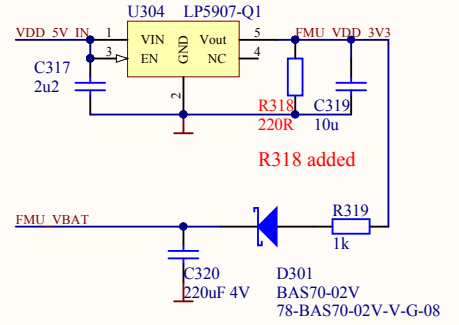 U304 LP5907-Q1
VDD_5V_IN 1 VIN Vout 5 FMU_VDD_3V3
3 EN GND NC 4
C317
2u2
2
R318 C319
220R 10u
R318 added
FMU_VBAT R319
1k
C320 D301
220uF 4V BAS70-02V
78-BAS70-02V-V-G-08